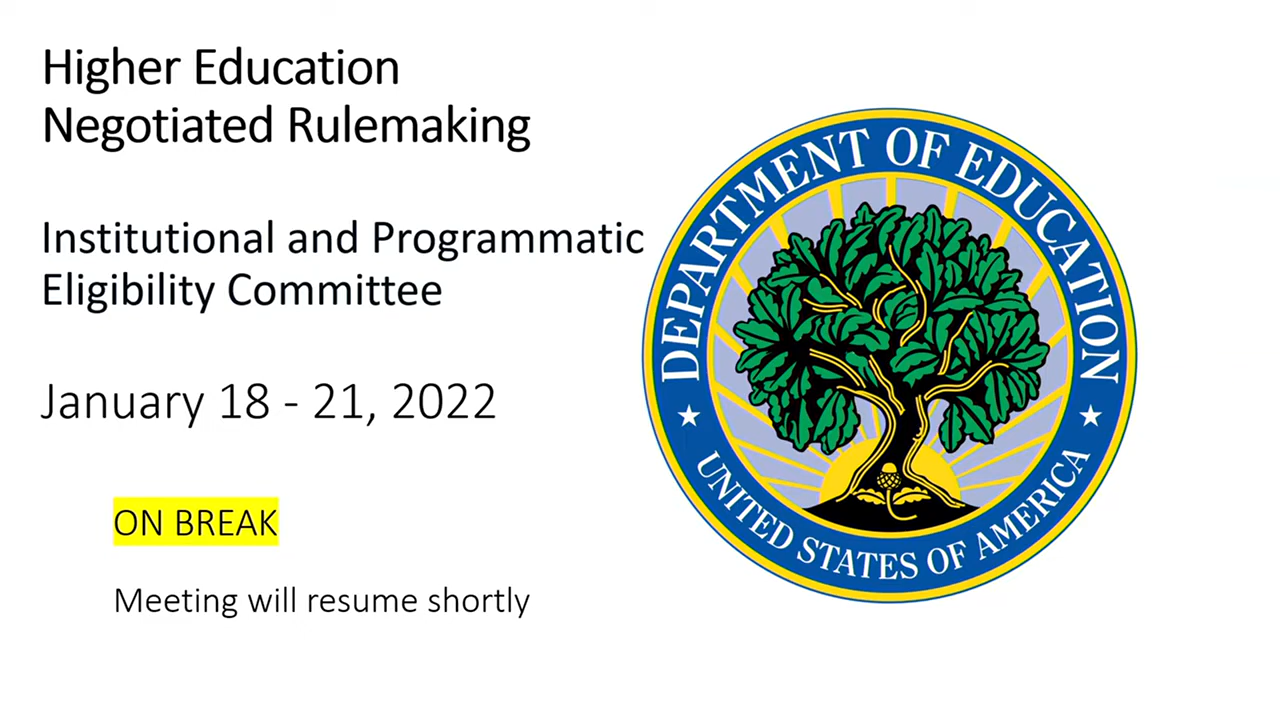 Higher Education
Negotiated Rulemaking
Institutional and Programmatic
Eligibility Committee
January 18 - 21, 2022
ON BREAK
Meeting will resume shortly
DEPARTMENT OF EDUCATION
UNITED STATES OF AMERICA